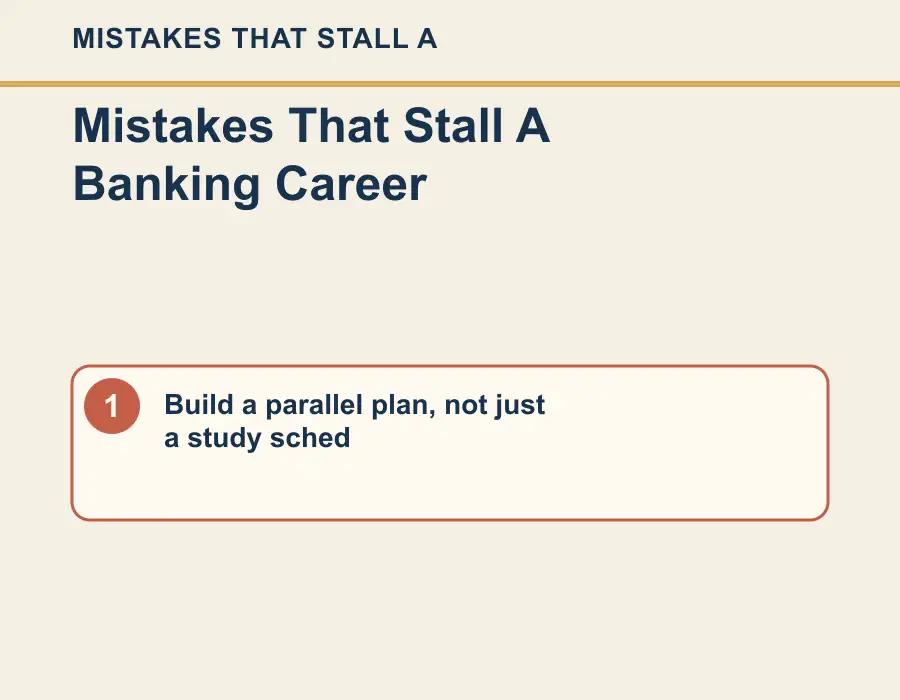 MISTAKES THAT STALL A
Mistakes That Stall A
Banking Career
1
Build a parallel plan, not just
a study sched